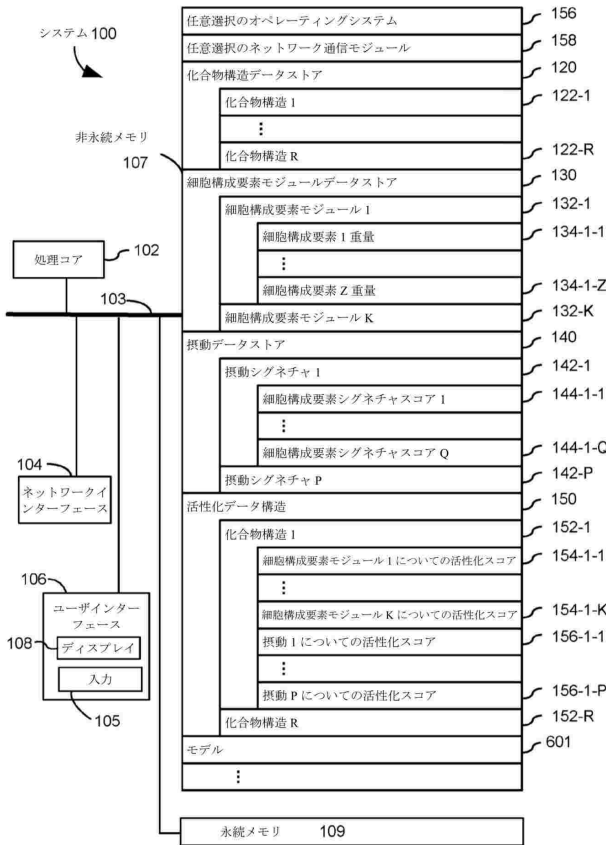 システム 100
非永続メモリ
107
処理コア
102
103
104
ネットワークイ
ンターフェース
106
ユーザインター
フェース
108
ディスプレイ
入力
105
任意選択のオペレーティングシステム
156
任意選択のネットワーク通信モジュール
158
化合物構造データストア
120
化合物構造 1
122-1
⋮
化合物構造 R
122-R
細胞構成要素モジュールデータストア
130
細胞構成要素モジュール 1
132-1
細胞構成要素 1 重量
134-1-1
⋮
細胞構成要素 Z 重量
134-1-Z
細胞構成要素モジュール K
132-K
摂動データストア
140
摂動シグネチャ 1
142-1
細胞構成要素シグネチャスコア 1
144-1-1
⋮
細胞構成要素シグネチャスコア Q
144-1-Q
摂動シグネチャ P
142-P
活性化データ構造
150
化合物構造 1
152-1
細胞構成要素モジュール 1 についての活性化スコア
154-1-1
⋮
細胞構成要素モジュール K についての活性化スコア
154-1-K
摂動 1 についての活性化スコア
156-1-1
⋮
摂動 P についての活性化スコア
156-1-P
化合物構造 R
152-R
モデル
601
⋮
永続メモリ 109